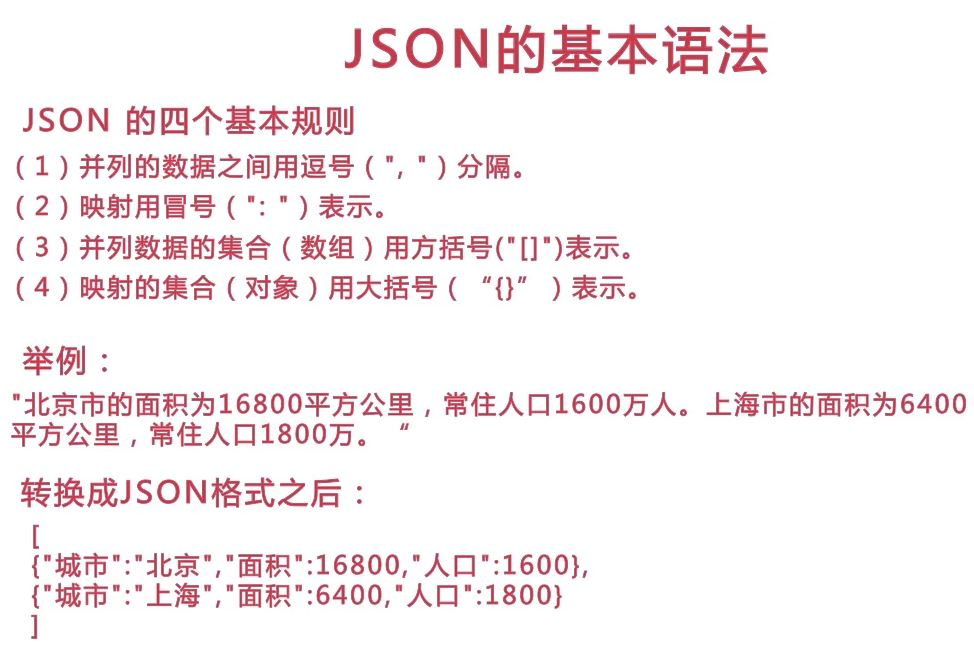 JSON的基本语法
JSON 的四个基本规则
（1）并列的数据之间用逗号（", "）分隔。
（2）映射用冒号（": "）表示。
（3）并列数据的集合（数组）用方括号("[]")表示。
（4）映射的集合（对象）用大括号（ “{}” ）表示。
举例：
"北京市的面积为16800平方公里，常住人口1600万人。上海市的面积为6400
平方公里，常住人口1800万。 “
转换成JSON格式之后：
[
{"城市":"北京","面积":16800,"人口":1600},
{"城市":"上海","面积":6400,"人口":1800}
]